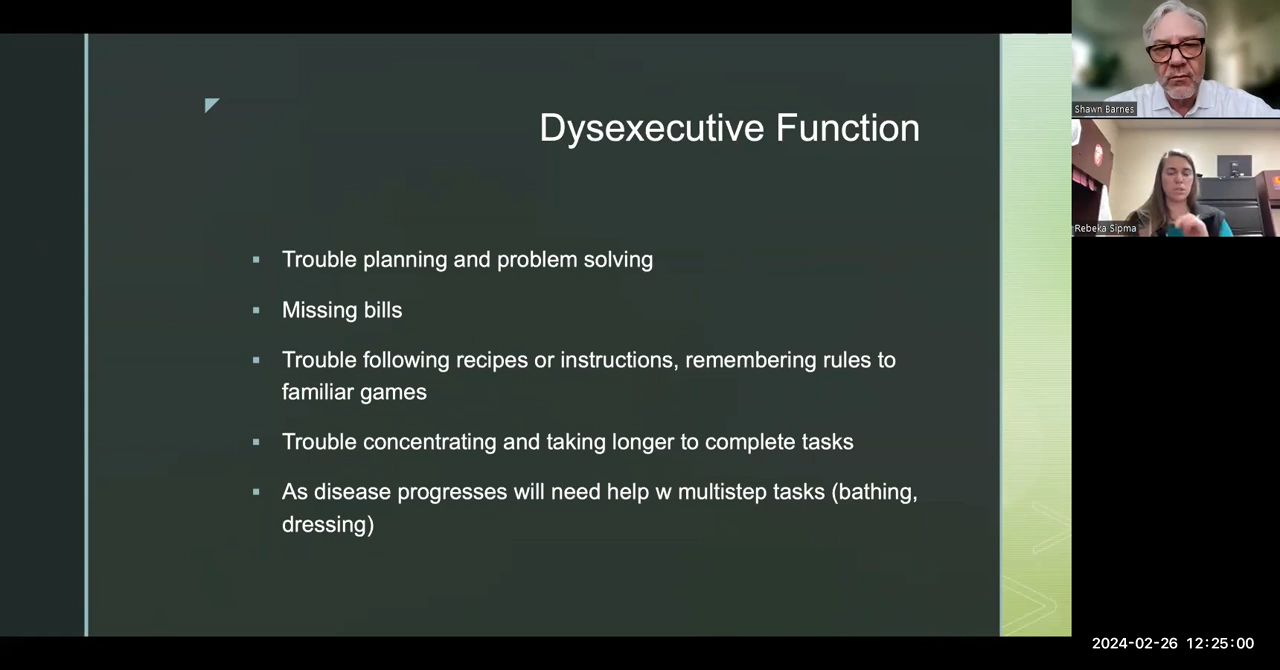 Dysexecutive Function
▪ Trouble planning and problem solving
▪ Missing bills
▪ Trouble following recipes or instructions, remembering rules to
familiar games
▪ Trouble concentrating and taking longer to complete tasks
▪ As disease progresses will need help w multistep tasks (bathing,
dressing)
Shawn Barnes
Rebeka Sipma
2024-02-26 12:25:00